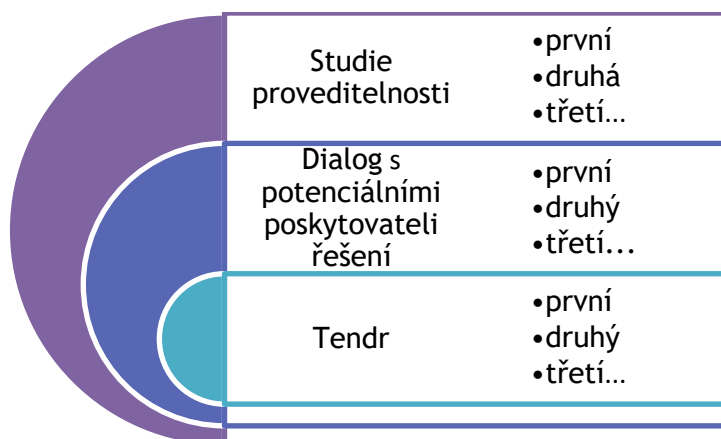 Studie
proveditelnosti
•první
•druhá
•třetí…
Dialog s
potenciálními
poskytovateli
řešení
•první
•druhý
•třetí...
Tendr
•první
•druhý
•třetí…